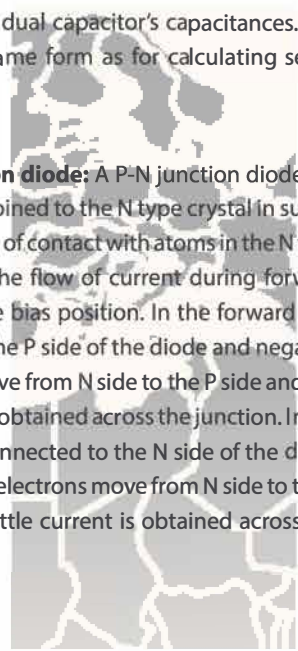 dual capacitor's capacitances.
ame form as for calculating se
on diode: A P-N junction diode
oined to the N type crystal in su
of contact with atoms in the N
he flow of current during forw
e bias position. In the forward
he P side of the diode and nega
ve from N side to the P side and
obtained across the junction. In
nnected to the N side of the d
electrons move from N side to t
ttle current is obtained across